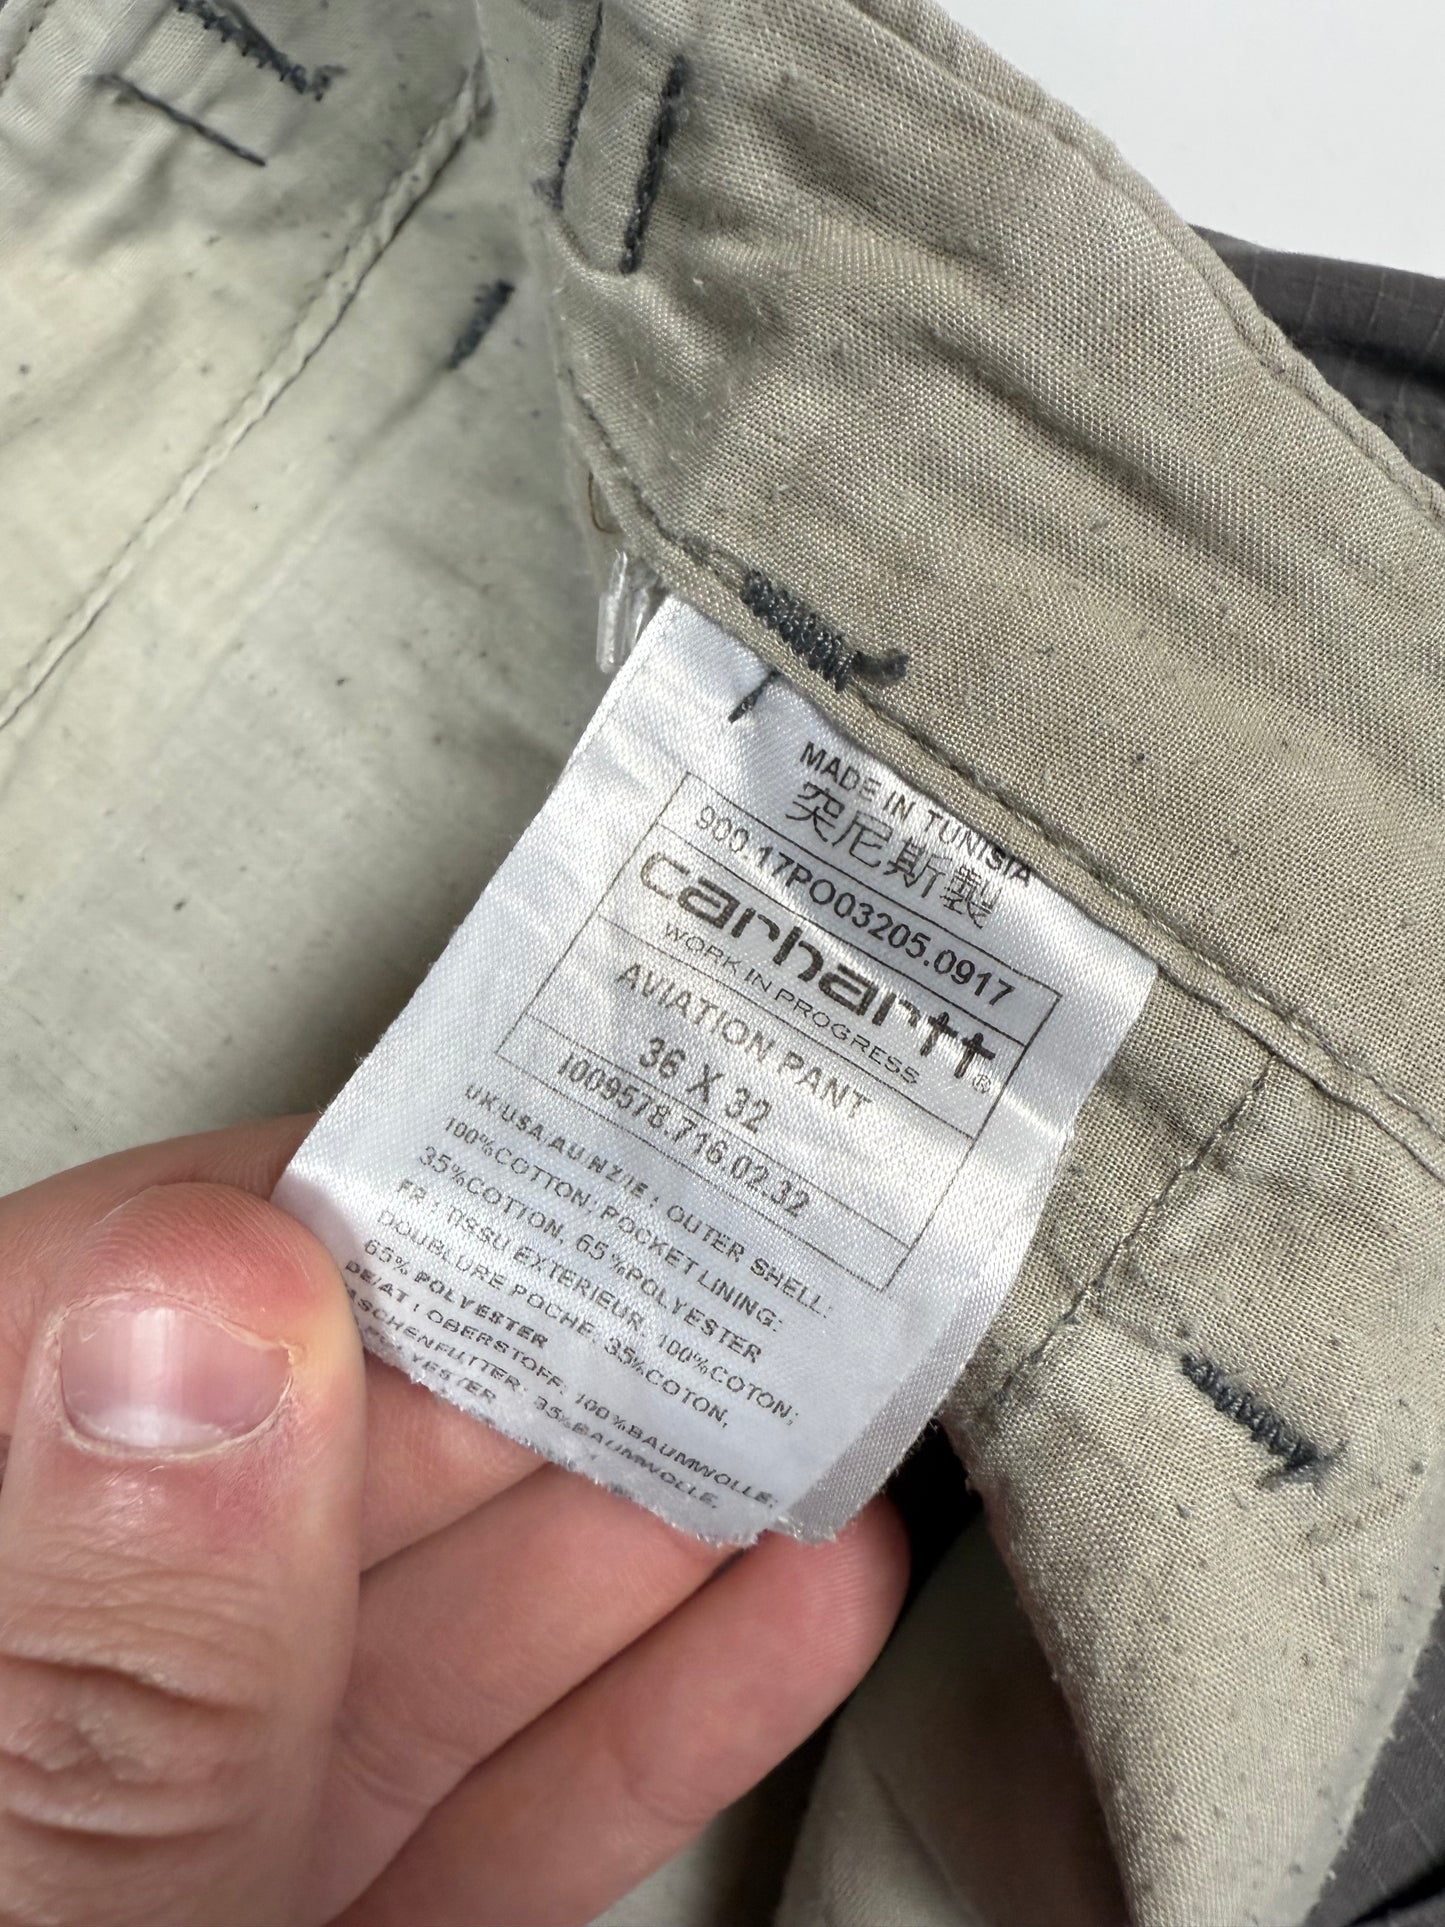 MADE IN TUNISIA
突尼斯製
900.17PO03205.0917
carhartt®
WORK IN PROGRESS
AVIATION PANT
36 X 32
I009578.716.02.32
UK/USA/AU/NZ/IE: OUTER SHELL:
100%COTTON; POCKET LINING:
35%COTTON, 65%POLYESTER
FR : TISSU EXTERIEUR, 100%COTON;
DOUBLURE POCHE, 35%COTON,
65% POLYESTER
DE/AT: OBERSTOFF: 100%BAUMWOLLE;
ASCHENFUTTER, 35%BAUMWOLLE,